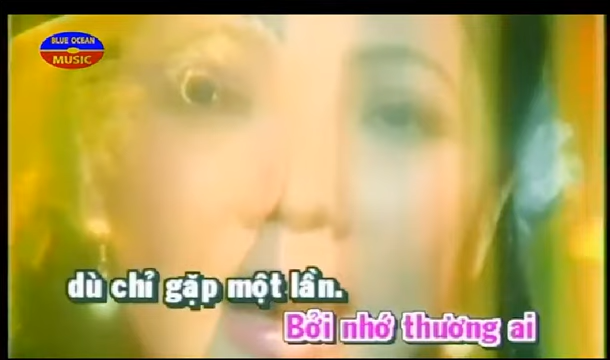 BLUE OCEAN
MUSIC
dù chỉ gặp một lần.
Bởi nhớ thương ai